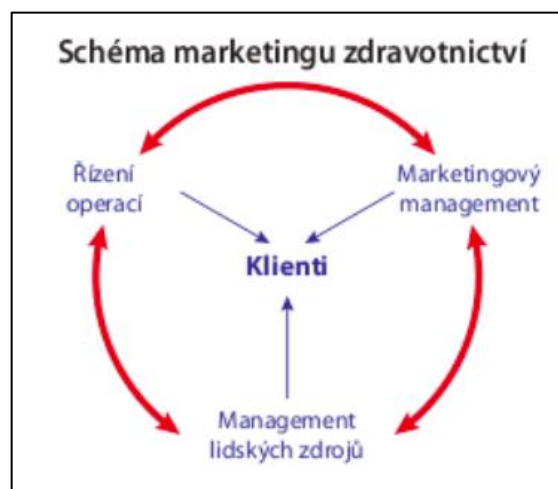 Schéma marketingu zdravotnictví
Řízení
operací
Marketingový
management
Klienti
Management
lidských zdrojů